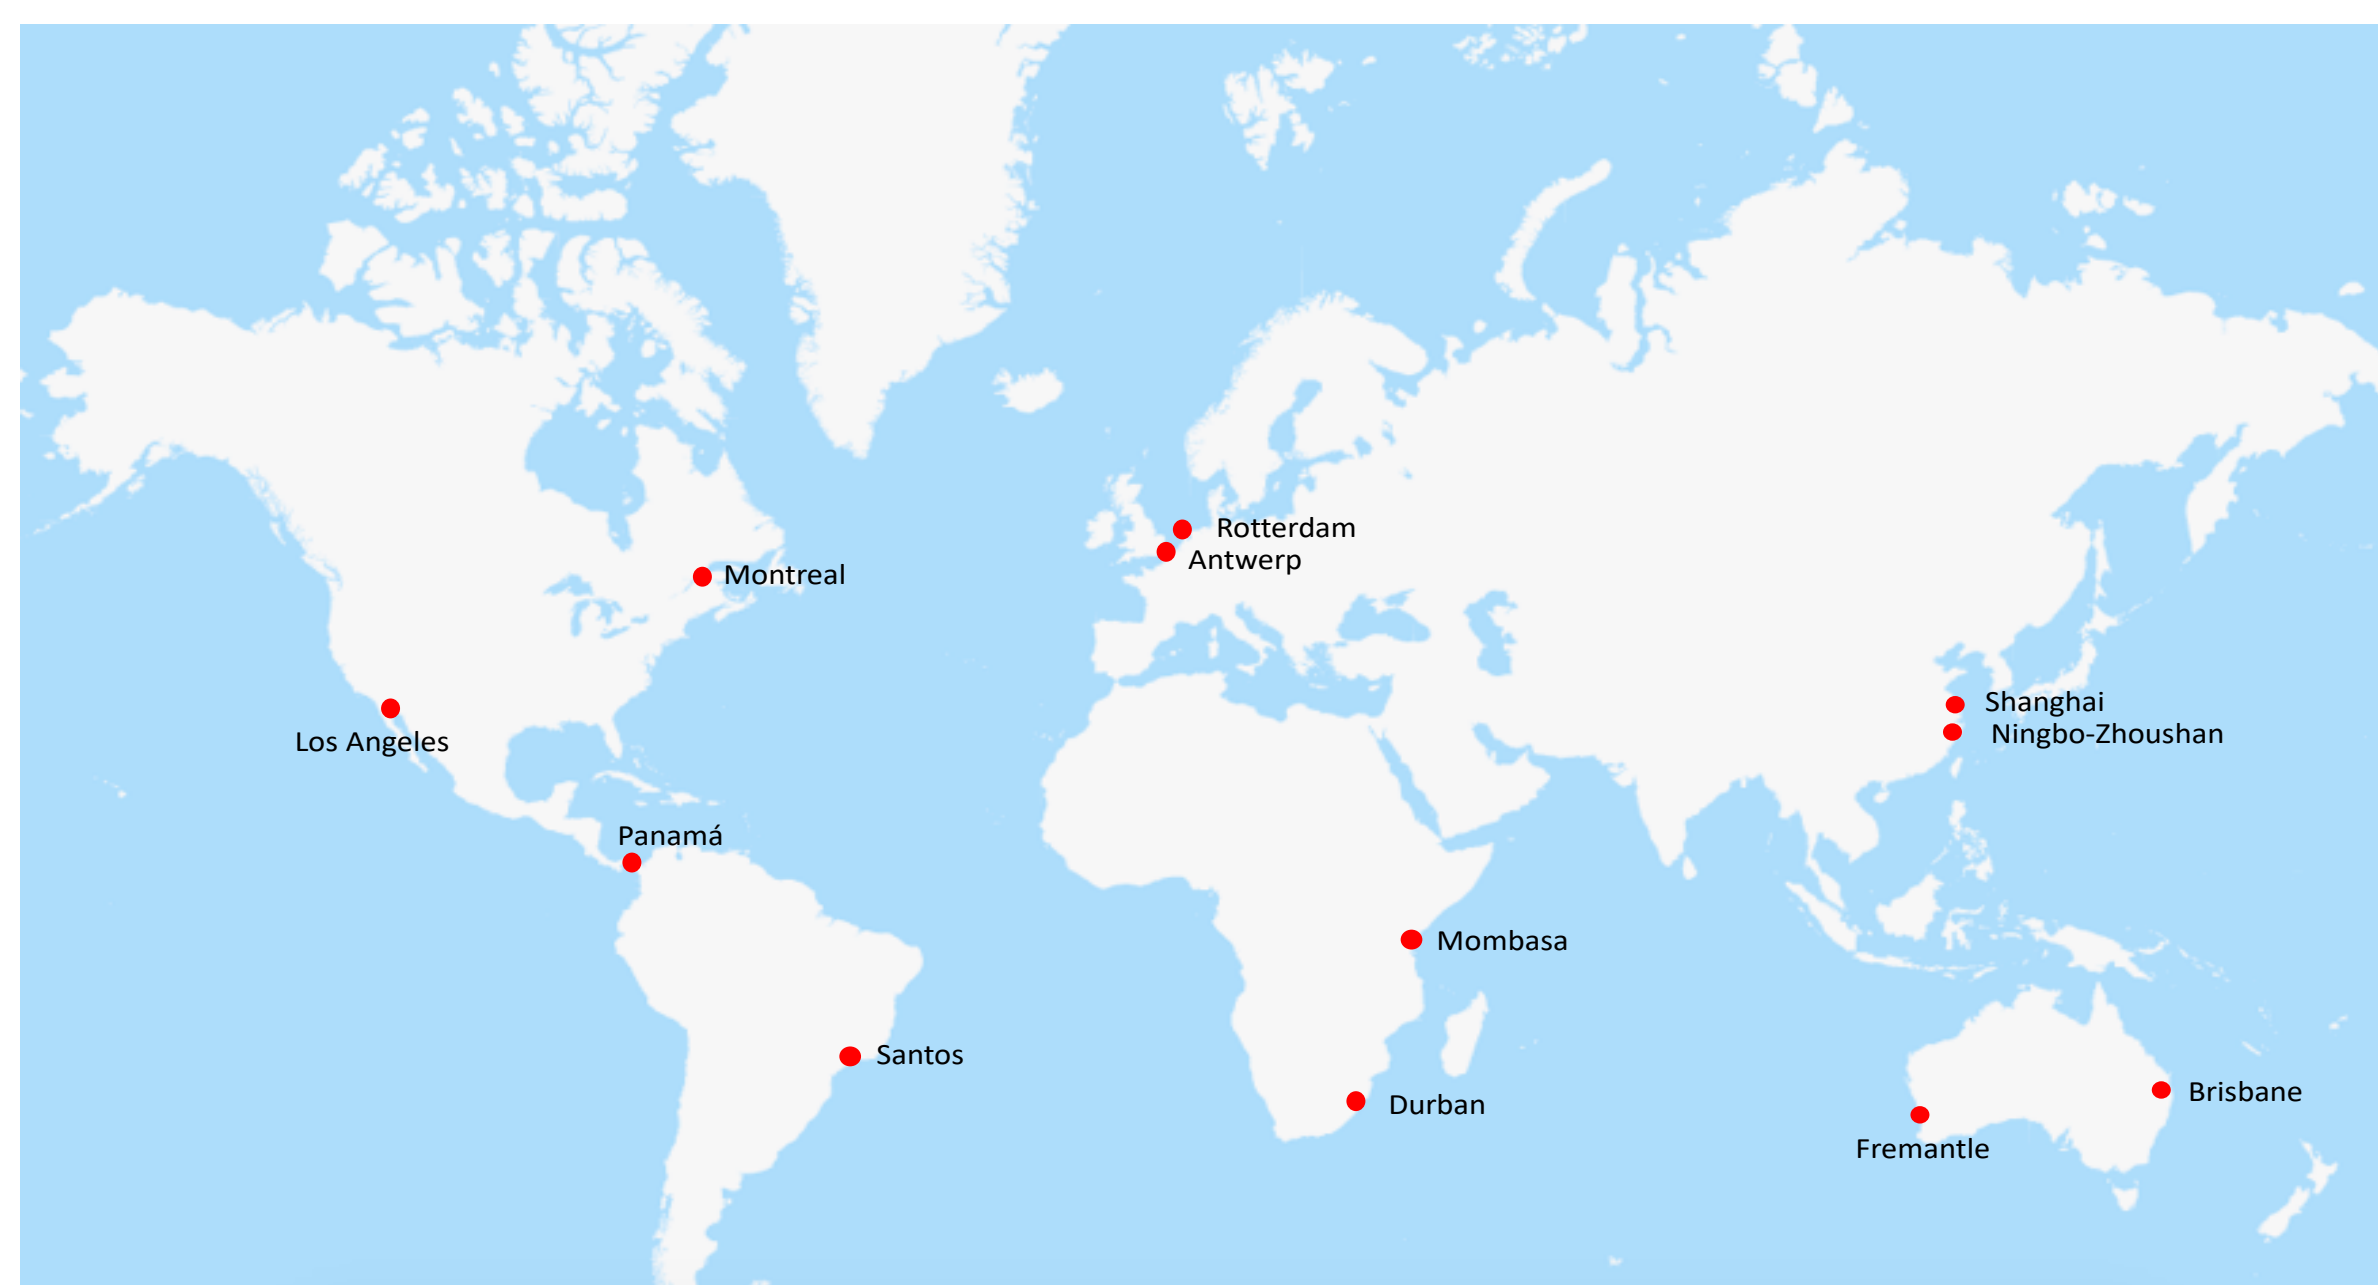 Rotterdam
Antwerp
Montreal
Shanghai
Ningbo-Zhoushan
Los Angeles
Panamá
Mombasa
Santos
Durban
Brisbane
Fremantle